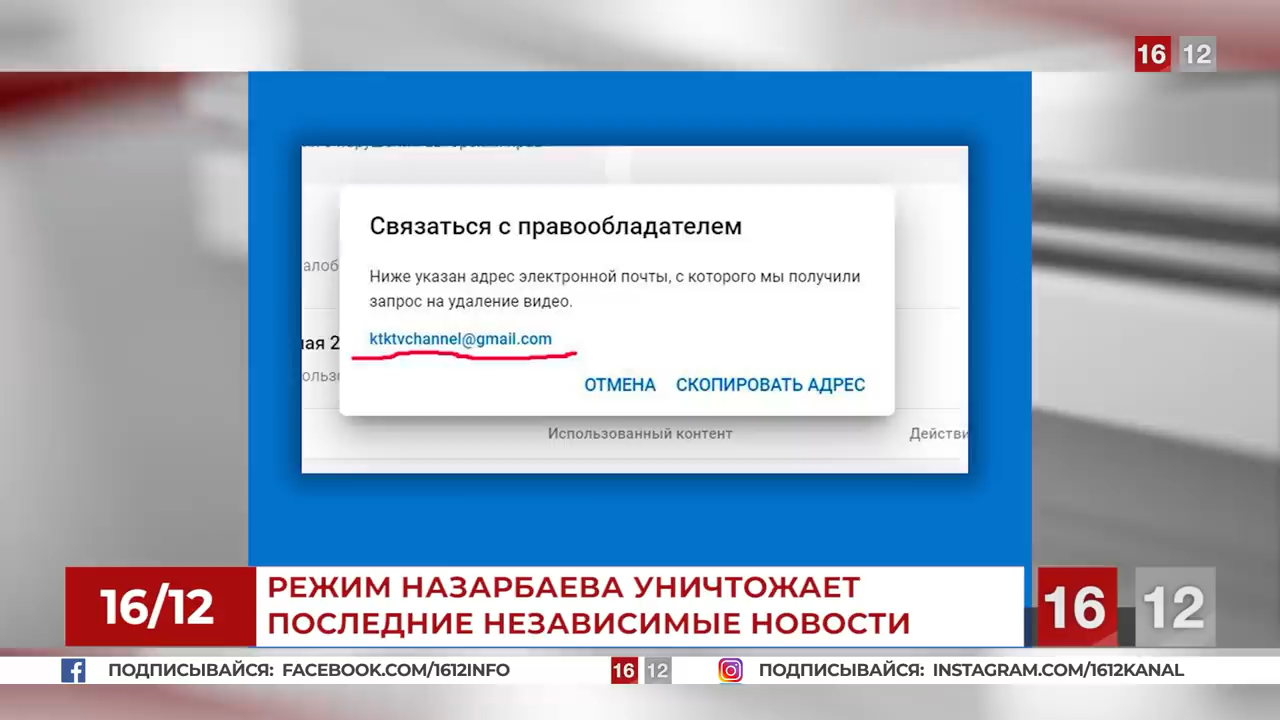 16 12
Связаться с правообладателем
Ниже указан адрес электронной почты, с которого мы получили
запрос на удаление видео.
ktktvchannel@gmail.com
ОТМЕНА СКОПИРОВАТЬ АДРЕС
Использованный контент
16/12
РЕЖИМ НАЗАРБАЕВА УНИЧТОЖАЕТ
ПОСЛЕДНИЕ НЕЗАВИСИМЫЕ НОВОСТИ
16 12
ПОДПИСЫВАЙСЯ: FACEBOOK.COM/1612INFO
16 12
ПОДПИСЫВАЙСЯ: INSTAGRAM.COM/1612KANAL